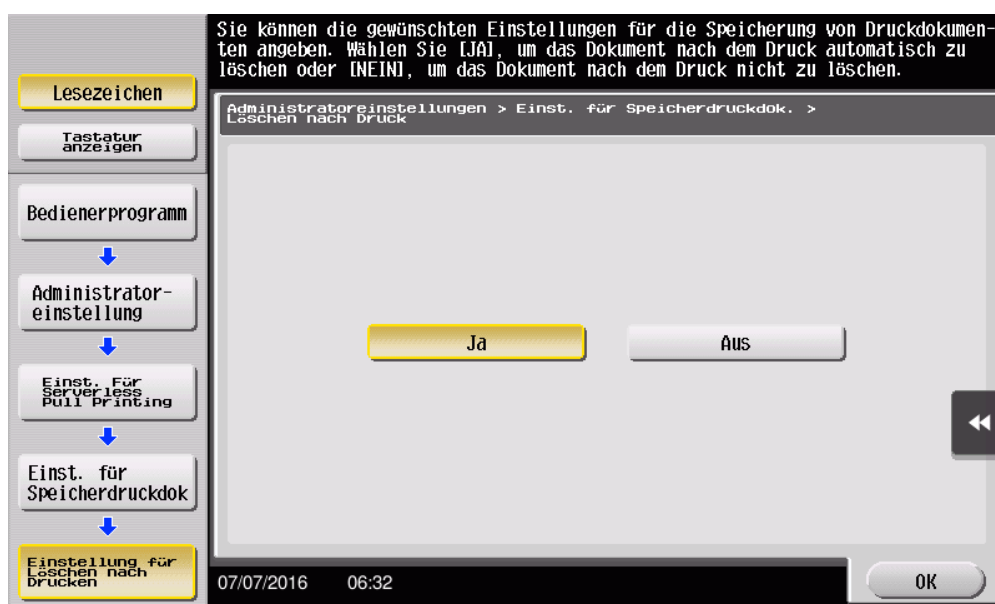 Sie können die gewünschten Einstellungen für die Speicherung von Druckdokumen-
ten angeben. Wählen Sie [JA], um das Dokument nach dem Druck automatisch zu
löschen oder [NEIN], um das Dokument nach dem Druck nicht zu löschen.
Lesezeichen
Tastatur
anzeigen
Bedienerprogramm
Administrator-
einstellung
Einst. Für
Serverless
Pull Printing
Einst. für
Speicherdruckdok
Einstellung für
Löschen nach
Drucken
Administratoreinstellungen > Einst. für Speicherdruckdok. >
Löschen nach Druck
Ja
Aus
07/07/2016 06:32
OK